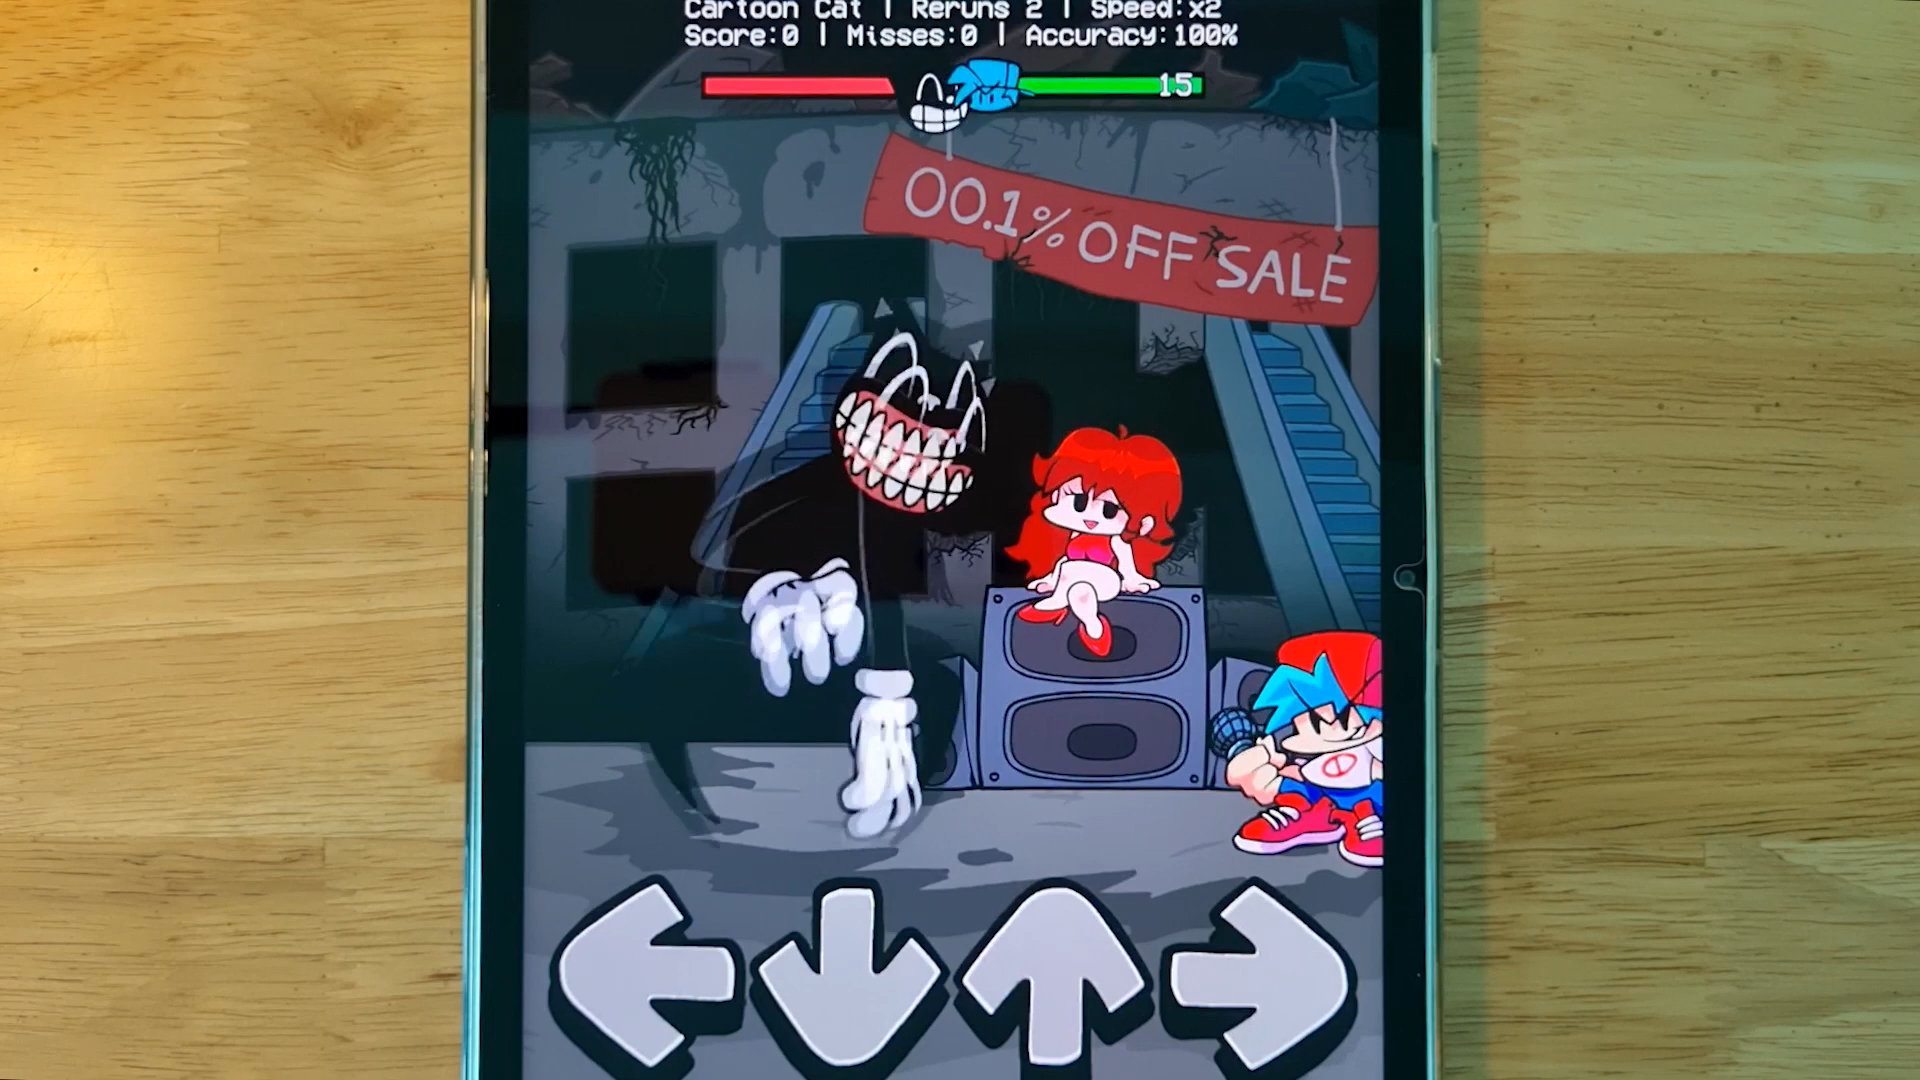 Cartoon Cat | Reruns 2 | Speed:x2
Score:0 | Misses:0 | Accuracy:100%
15
00.1% OFF SALE